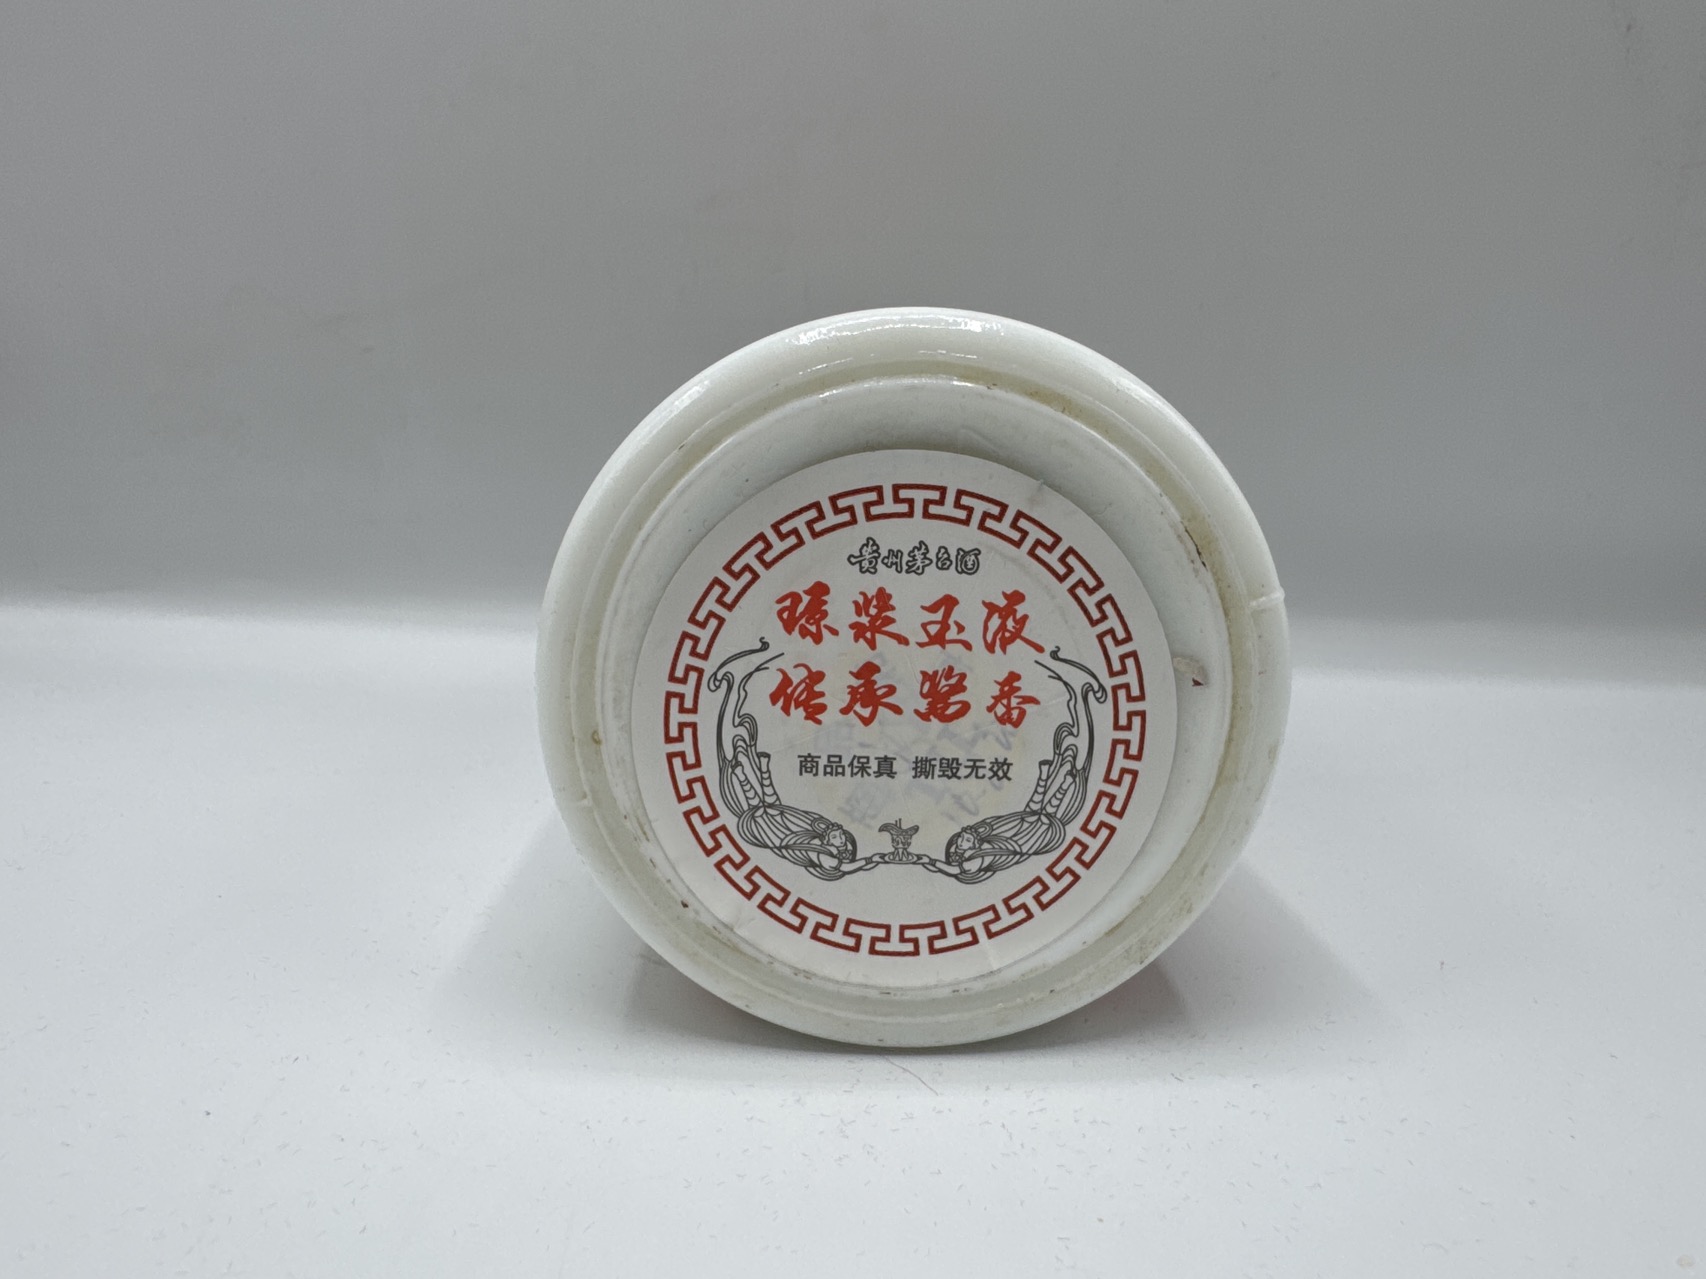 贵州茅台酒
琼浆玉液
传承酱香
商品保真 撕毁无效